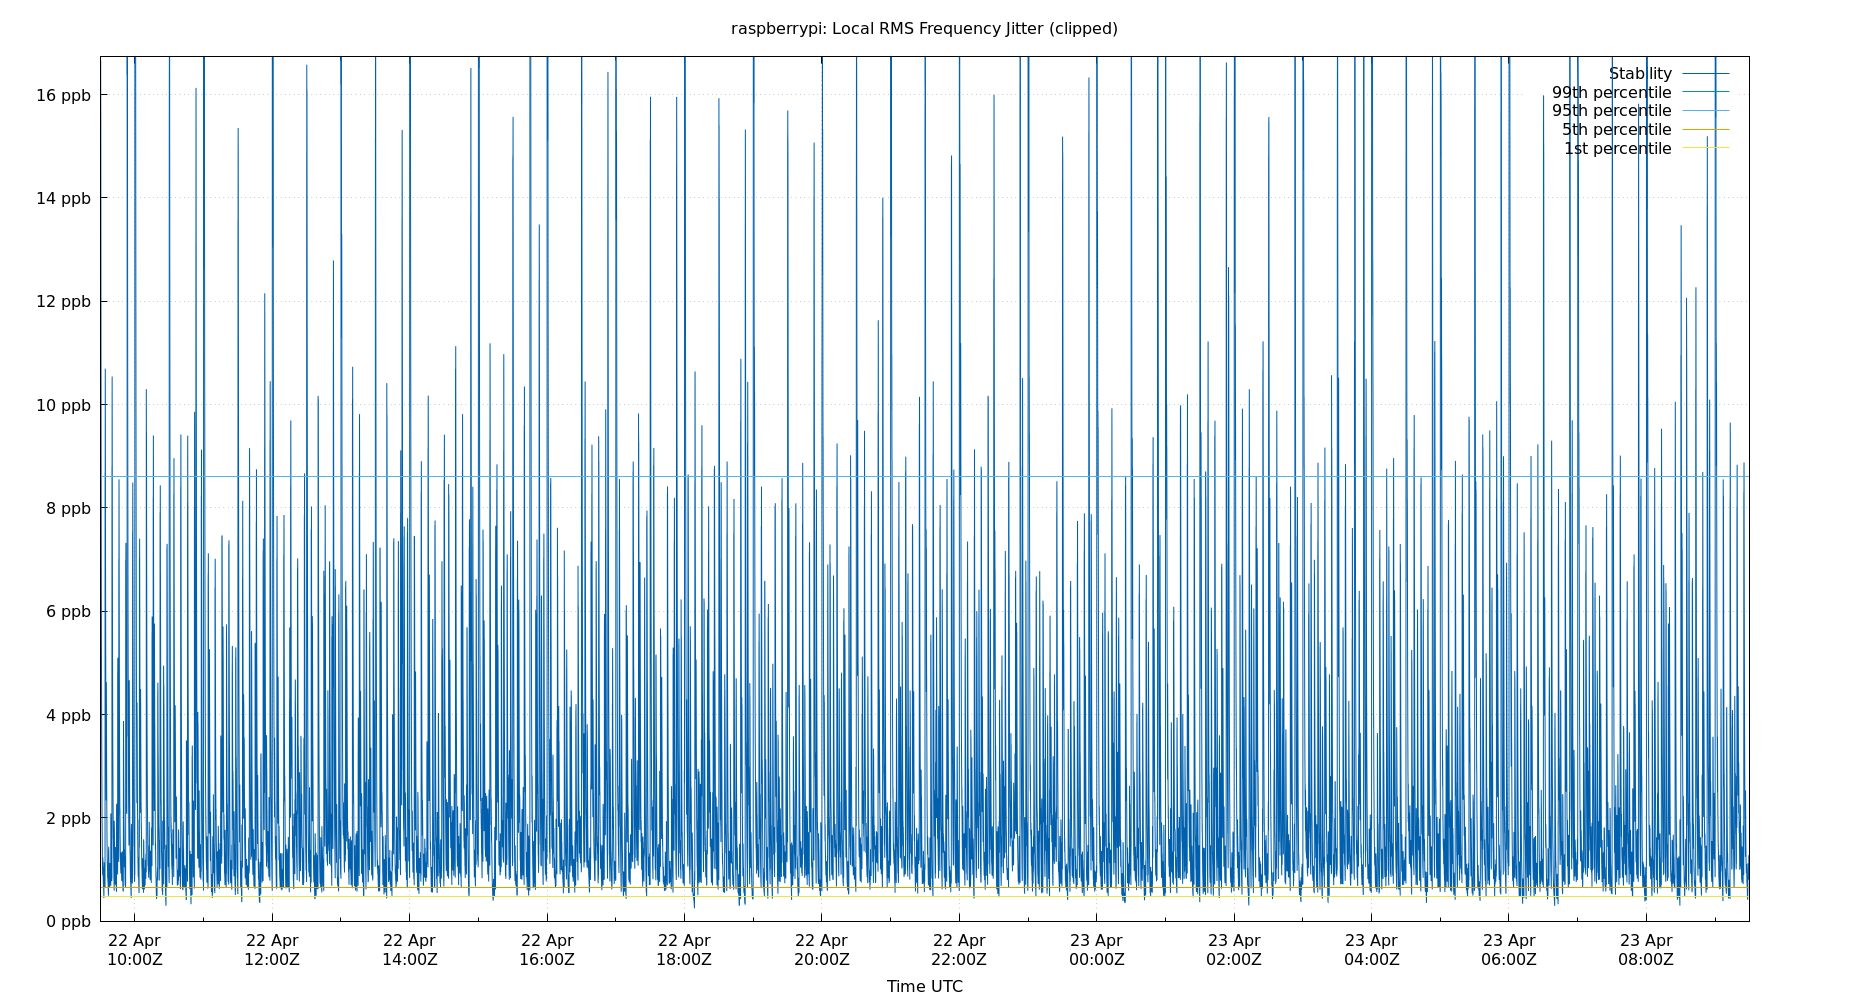 raspberrypi: Local RMS Frequency Jitter (clipped)
Stability
99th percentile
95th percentile
5th percentile
1st percentile
16 ppb
14 ppb
12 ppb
10 ppb
8 ppb
6 ppb
4 ppb
2 ppb
0 ppb
22 Apr 22 Apr 22 Apr 22 Apr 22 Apr 22 Apr 22 Apr 23 Apr 23 Apr 23 Apr 23 Apr 23 Apr
10:00Z 12:00Z 14:00Z 16:00Z 18:00Z 20:00Z 22:00Z 00:00Z 02:00Z 04:00Z 06:00Z 08:00Z
Time UTC